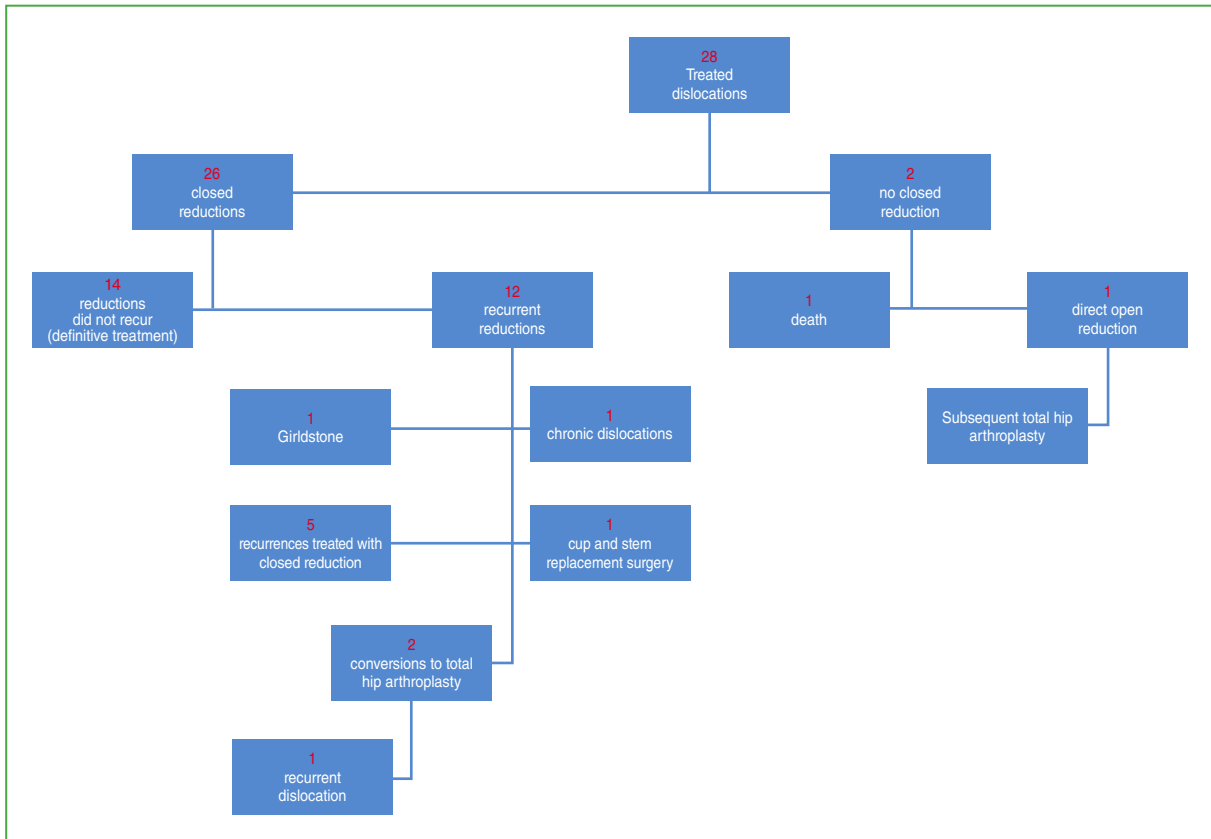 28
Treated
dislocations
26
closed
reductions
2
no closed
reduction
14
reductions
did not recur
(definitive treatment)
12
recurrent
reductions
1
death
1
direct open
reduction
1
Girldstone
1
chronic dislocations
Subsequent total hip
arthroplasty
5
recurrences treated with
closed reduction
1
cup and stem
replacement surgery
2
conversions to total
hip arthroplasty
1
recurrent
dislocation